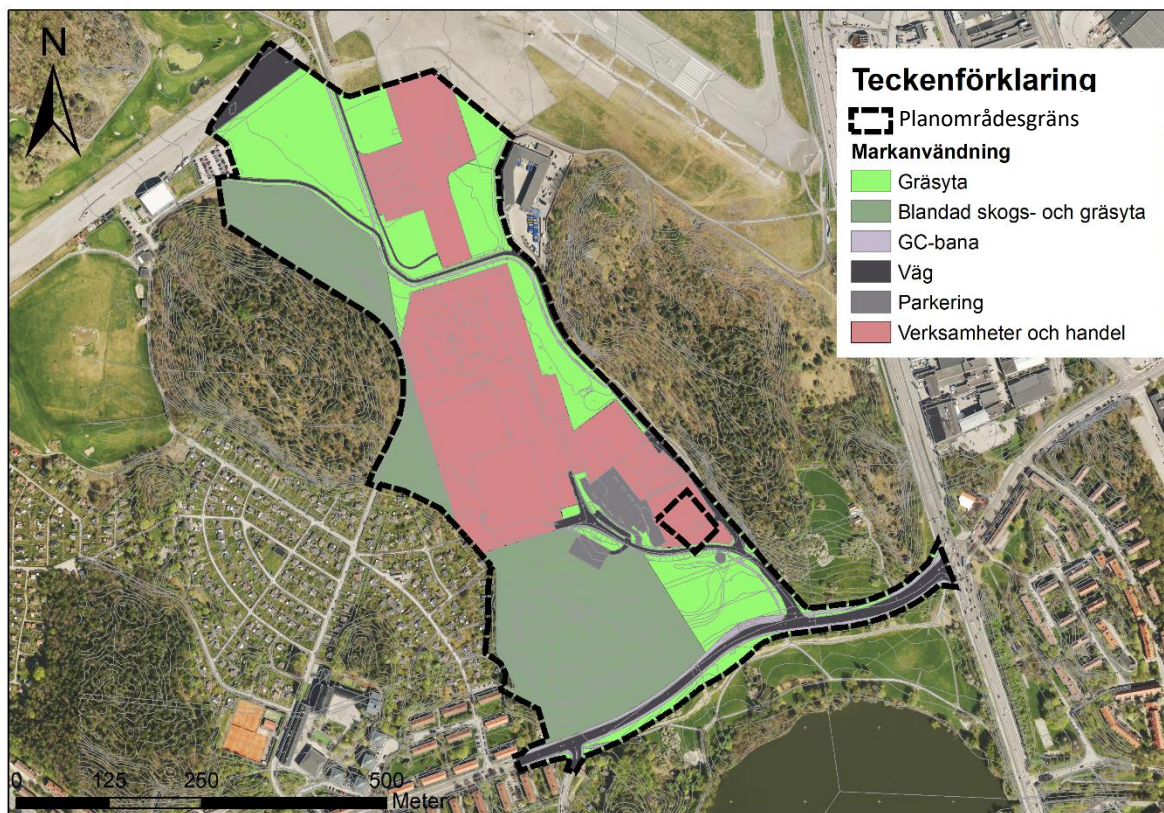 N
Teckenförklaring
Planområdesgräns
Markanvändning
Gräsyta
Blandad skogs- och gräsyta
GC-bana
Väg
Parkering
Verksamheter och handel
0 125 250 500
Meter